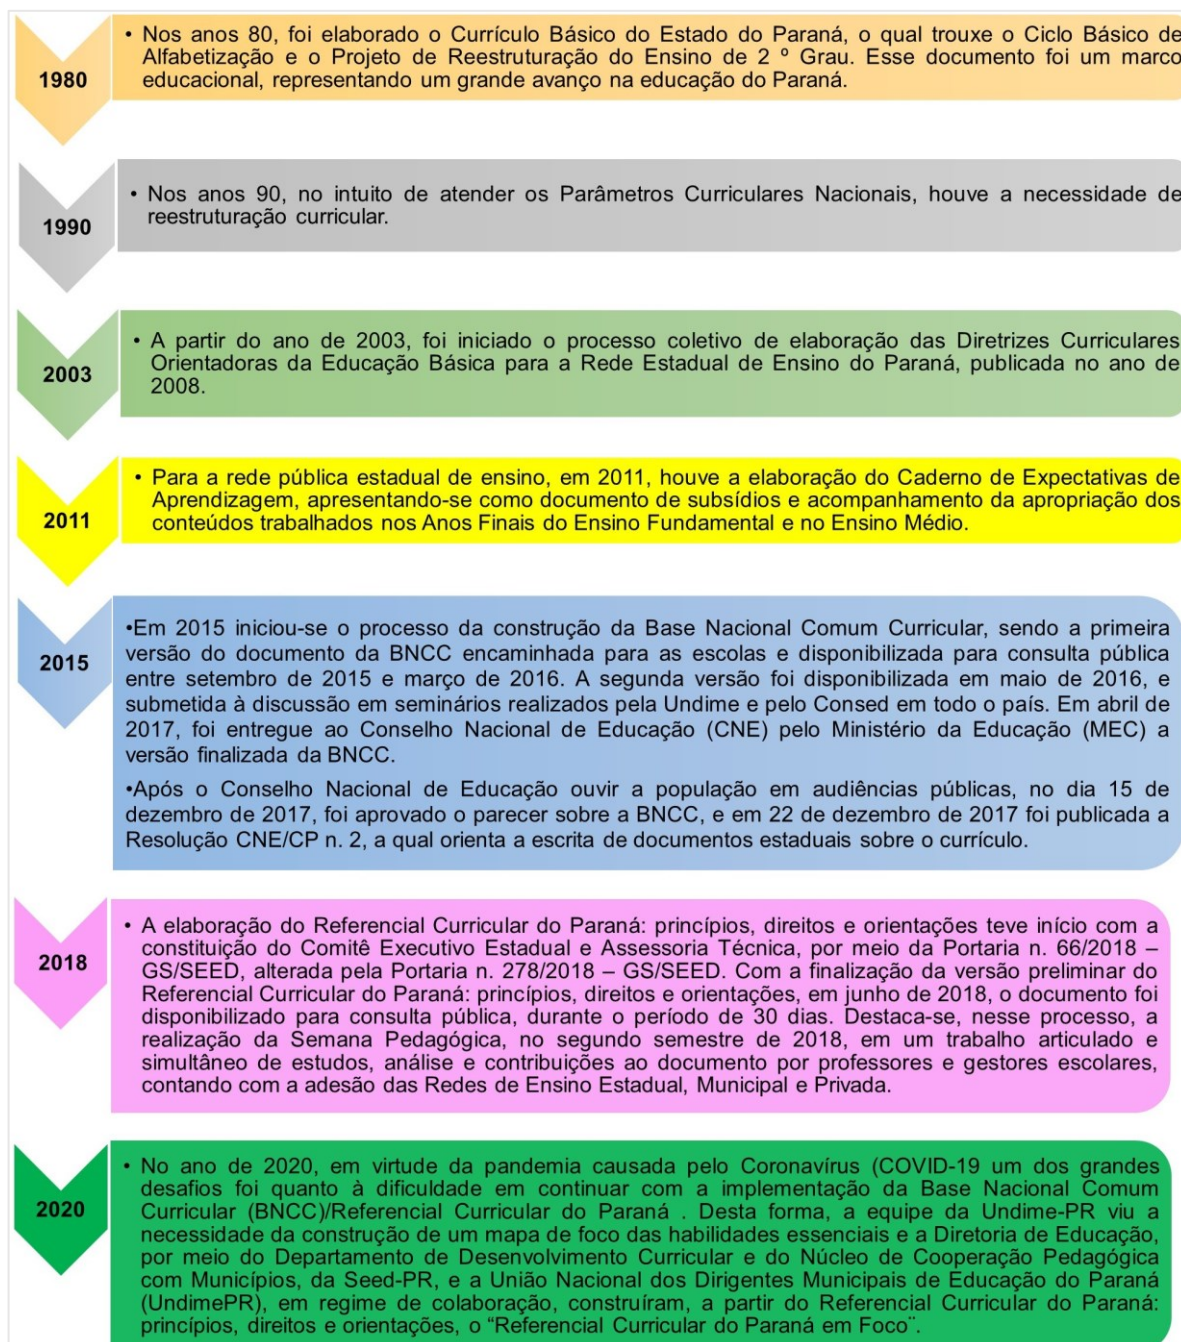 1980
• Nos anos 80, foi elaborado o Currículo Básico do Estado do Paraná, o qual trouxe o Ciclo Básico de
Alfabetização e o Projeto de Reestruturação do Ensino de 2 º Grau. Esse documento foi um marco
educacional, representando um grande avanço na educação do Paraná.
1990
• Nos anos 90, no intuito de atender os Parâmetros Curriculares Nacionais, houve a necessidade de
reestruturação curricular.
2003
• A partir do ano de 2003, foi iniciado o processo coletivo de elaboração das Diretrizes Curriculares
Orientadoras da Educação Básica para a Rede Estadual de Ensino do Paraná, publicada no ano de
2008.
2011
• Para a rede pública estadual de ensino, em 2011, houve a elaboração do Caderno de Expectativas de
Aprendizagem, apresentando-se como documento de subsídios e acompanhamento da apropriação dos
conteúdos trabalhados nos Anos Finais do Ensino Fundamental e no Ensino Médio.
2015
•Em 2015 iniciou-se o processo da construção da Base Nacional Comum Curricular, sendo a primeira
versão do documento da BNCC encaminhada para as escolas e disponibilizada para consulta pública
entre setembro de 2015 e março de 2016. A segunda versão foi disponibilizada em maio de 2016, e
submetida à discussão em seminários realizados pela Undime e pelo Consed em todo o país. Em abril de
2017, foi entregue ao Conselho Nacional de Educação (CNE) pelo Ministério da Educação (MEC) a
versão finalizada da BNCC.
•Após o Conselho Nacional de Educação ouvir a população em audiências públicas, no dia 15 de
dezembro de 2017, foi aprovado o parecer sobre a BNCC, e em 22 de dezembro de 2017 foi publicada a
Resolução CNE/CP n. 2, a qual orienta a escrita de documentos estaduais sobre o currículo.
2018
• A elaboração do Referencial Curricular do Paraná: princípios, direitos e orientações teve início com a
constituição do Comitê Executivo Estadual e Assessoria Técnica, por meio da Portaria n. 66/2018 –
GS/SEED, alterada pela Portaria n. 278/2018 – GS/SEED. Com a finalização da versão preliminar do
Referencial Curricular do Paraná: princípios, direitos e orientações, em junho de 2018, o documento foi
disponibilizado para consulta pública, durante o período de 30 dias. Destaca-se, nesse processo, a
realização da Semana Pedagógica, no segundo semestre de 2018, em um trabalho articulado e
simultâneo de estudos, análise e contribuições ao documento por professores e gestores escolares,
contando com a adesão das Redes de Ensino Estadual, Municipal e Privada.
2020
• No ano de 2020, em virtude da pandemia causada pelo Coronavírus (COVID-19 um dos grandes
desafios foi quanto à dificuldade em continuar com a implementação da Base Nacional Comum
Curricular (BNCC)/Referencial Curricular do Paraná . Desta forma, a equipe da Undime-PR viu a
necessidade da construção de um mapa de foco das habilidades essenciais e a Diretoria de Educação,
por meio do Departamento de Desenvolvimento Curricular e do Núcleo de Cooperação Pedagógica
com Municípios, da Seed-PR, e a União Nacional dos Dirigentes Municipais de Educação do Paraná
(UndimePR), em regime de colaboração, construíram, a partir do Referencial Curricular do Paraná:
princípios, direitos e orientações, o “Referencial Curricular do Paraná em Foco¨.